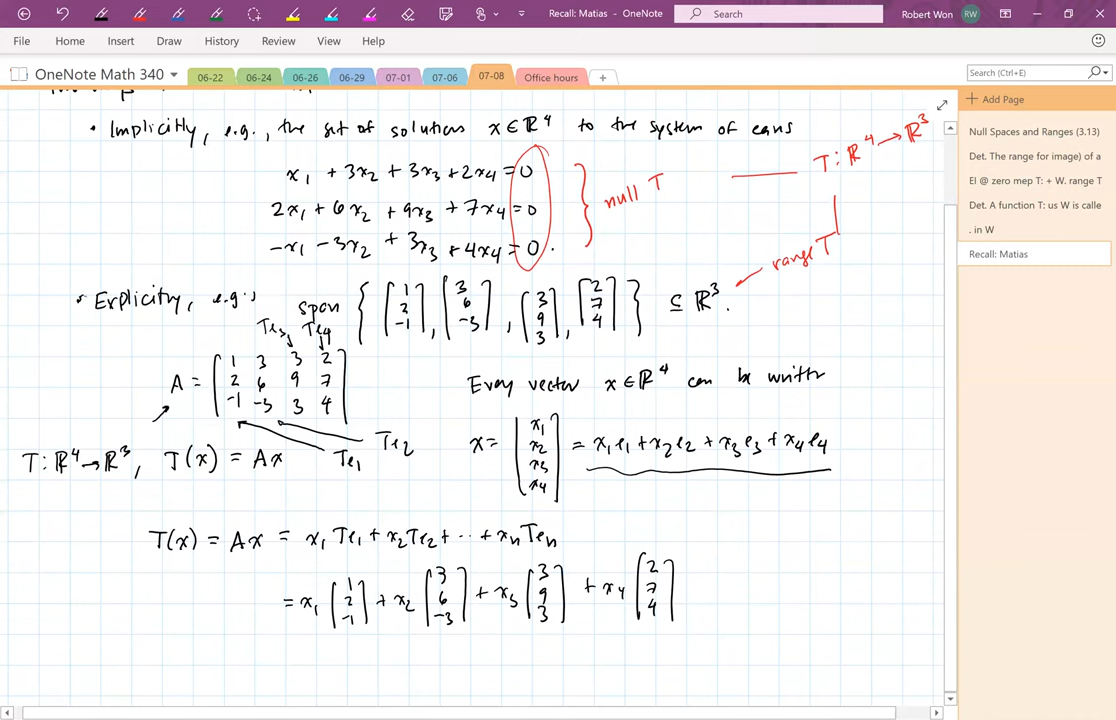 Recall: Matias - OneNote
Search
Robert Won RW
File Home Insert Draw History Review View Help
OneNote Math 340
06-22 06-24 06-26 06-29 07-01 07-06 07-08 Office hours +
Search (Ctrl+E)
Add Page
Null Spaces and Ranges (3.13)
Det. The range for image) of a
El @ zero mep T: + W. range T
Det. A function T: us W is calle
. in W
Recall: Matias
• Implicitly, e.g., the set of solutions x ∈ ℝ⁴ to the system of eqns
x₁ + 3x₂ + 3x₃ + 2x₄ = 0
2x₁ + 6x₂ + 9x₃ + 7x₄ = 0
-x₁ - 3x₂ + 3x₃ + 4x₄ = 0.
null T
T: ℝ⁴ → ℝ³
range T
• Explicitly, e.g., span { [1 2 -1], [3 6 -3], [3 9 3], [2 7 4] } ⊆ ℝ³.
Te₃ Te₄
A = [1 3 3 2
2 6 9 7
-1 -3 3 4]
Te₂
Te₁
T: ℝ⁴ → ℝ³, T(x) = Ax
Every vector x ∈ ℝ⁴ can be written
x = [x₁ x₂ x₃ x₄] = x₁e₁ + x₂e₂ + x₃e₃ + x₄e₄
T(x) = Ax = x₁Te₁ + x₂Te₂ + ... + xₙTeₙ
= x₁ [1 2 -1] + x₂ [3 6 -3] + x₃ [3 9 3] + x₄ [2 7 4]